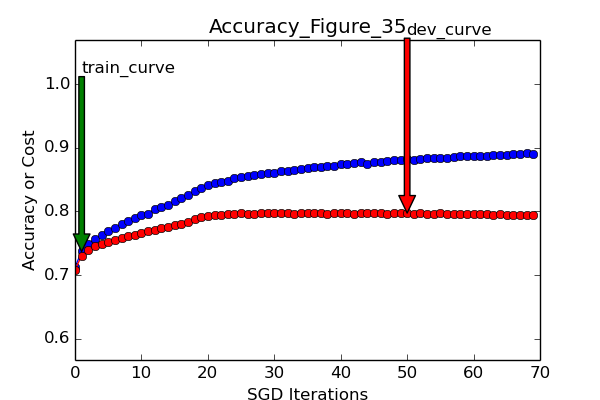 Accuracy_Figure_35
dev_curve
train_curve
1.0
0.9
0.8
0.7
0.6
Accuracy or Cost
0 10 20 30 40 50 60 70
SGD Iterations